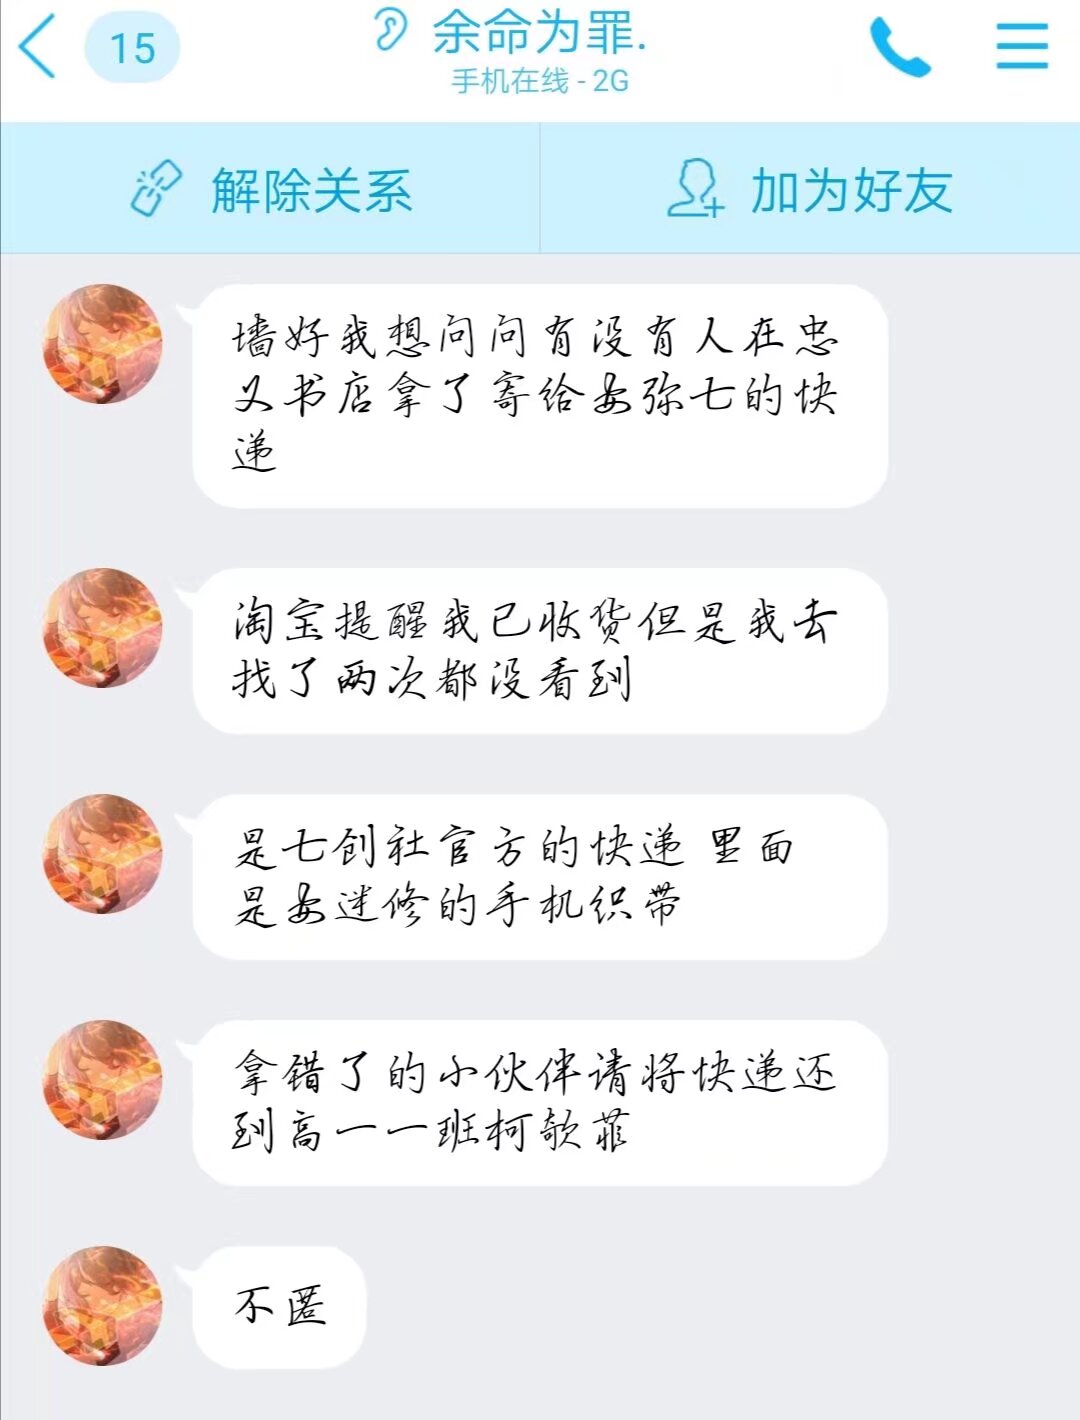 15
余命为罪.
手机在线 - 2G
解除关系
加为好友
墙好我想问问有没有人在忠
义书店拿了寄给安弥七的快
递
淘宝提醒我已收货但是我去
找了两次都没看到
是七创社官方的快递 里面
是安迷修的手机织带
拿错了的小伙伴请将快递还
到高一一班柯欹菲
不匿